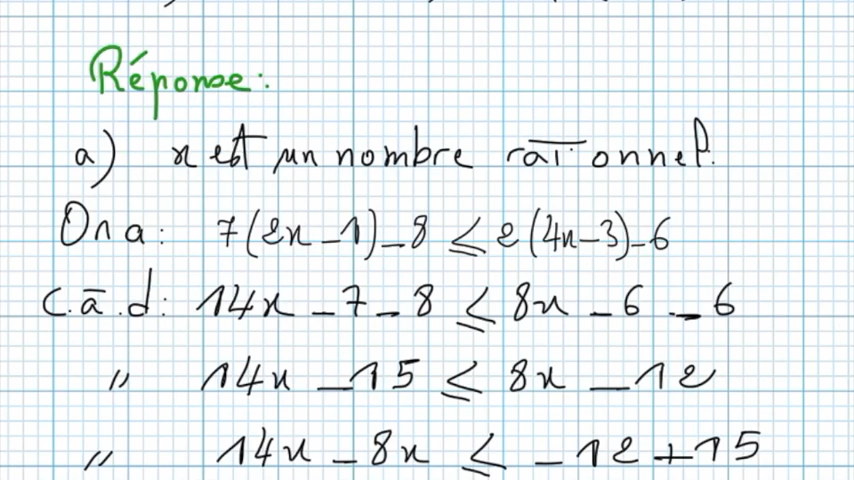 Réponse:
a) x est un nombre rationnel.
On a: 7(2x-1)-8 ≤ 2(4x-3)-6
c.à.d: 14x-7-8 ≤ 8x-6-6
" 14x-15 ≤ 8x-12
" 14x-8x ≤ -12+15